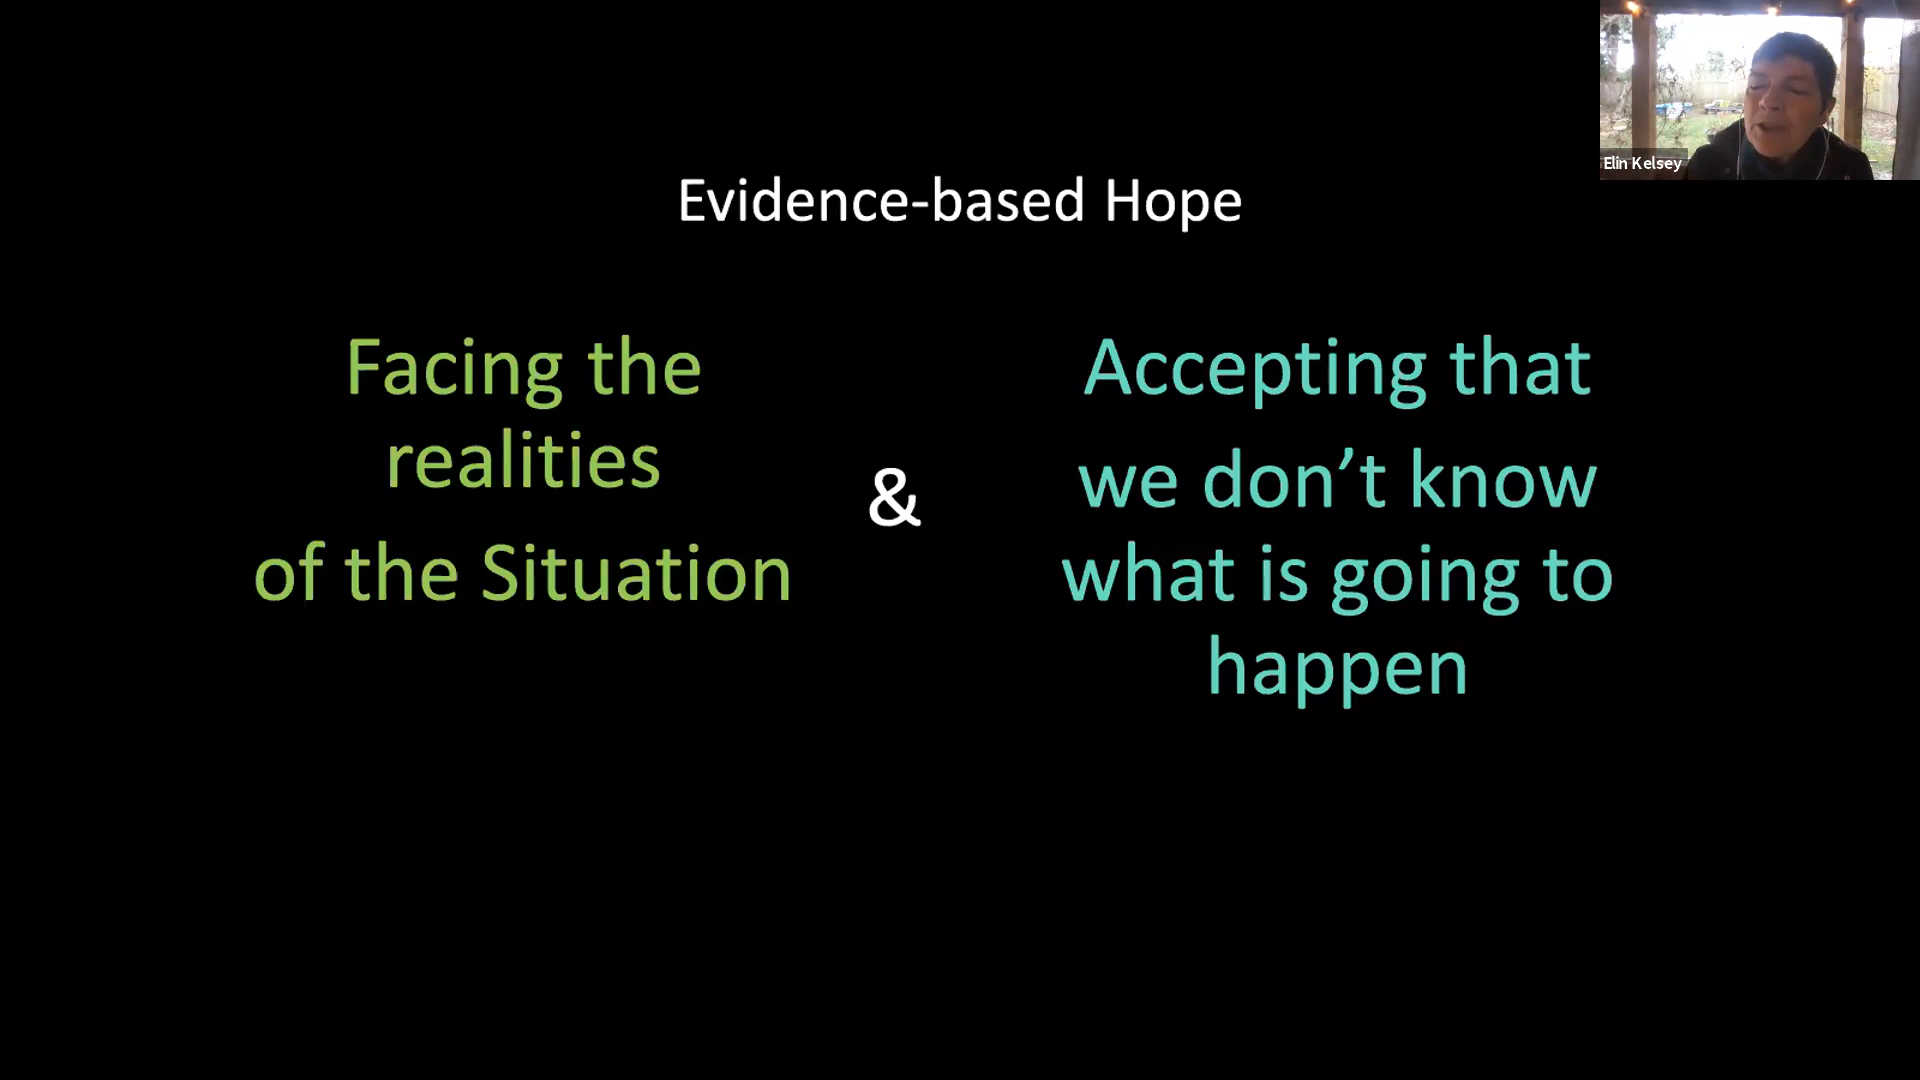 Elin Kelsey
Evidence-based Hope
Facing the
realities
of the Situation
&
Accepting that
we don’t know
what is going to
happen